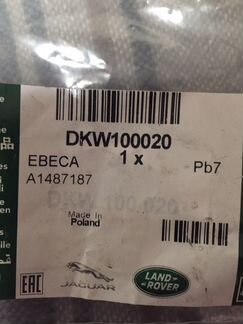 DKW100020
1 x
EBECA
Pb7
A1487187
DKW 100 020
Made In
Poland
EAC
JAGUAR
LAND-
ROVER